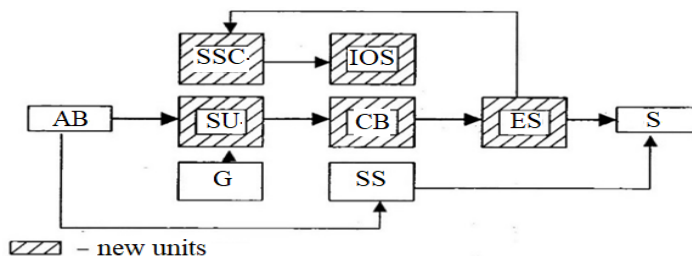 SSC IOS
AB SU CB ES S
G SS
– new units